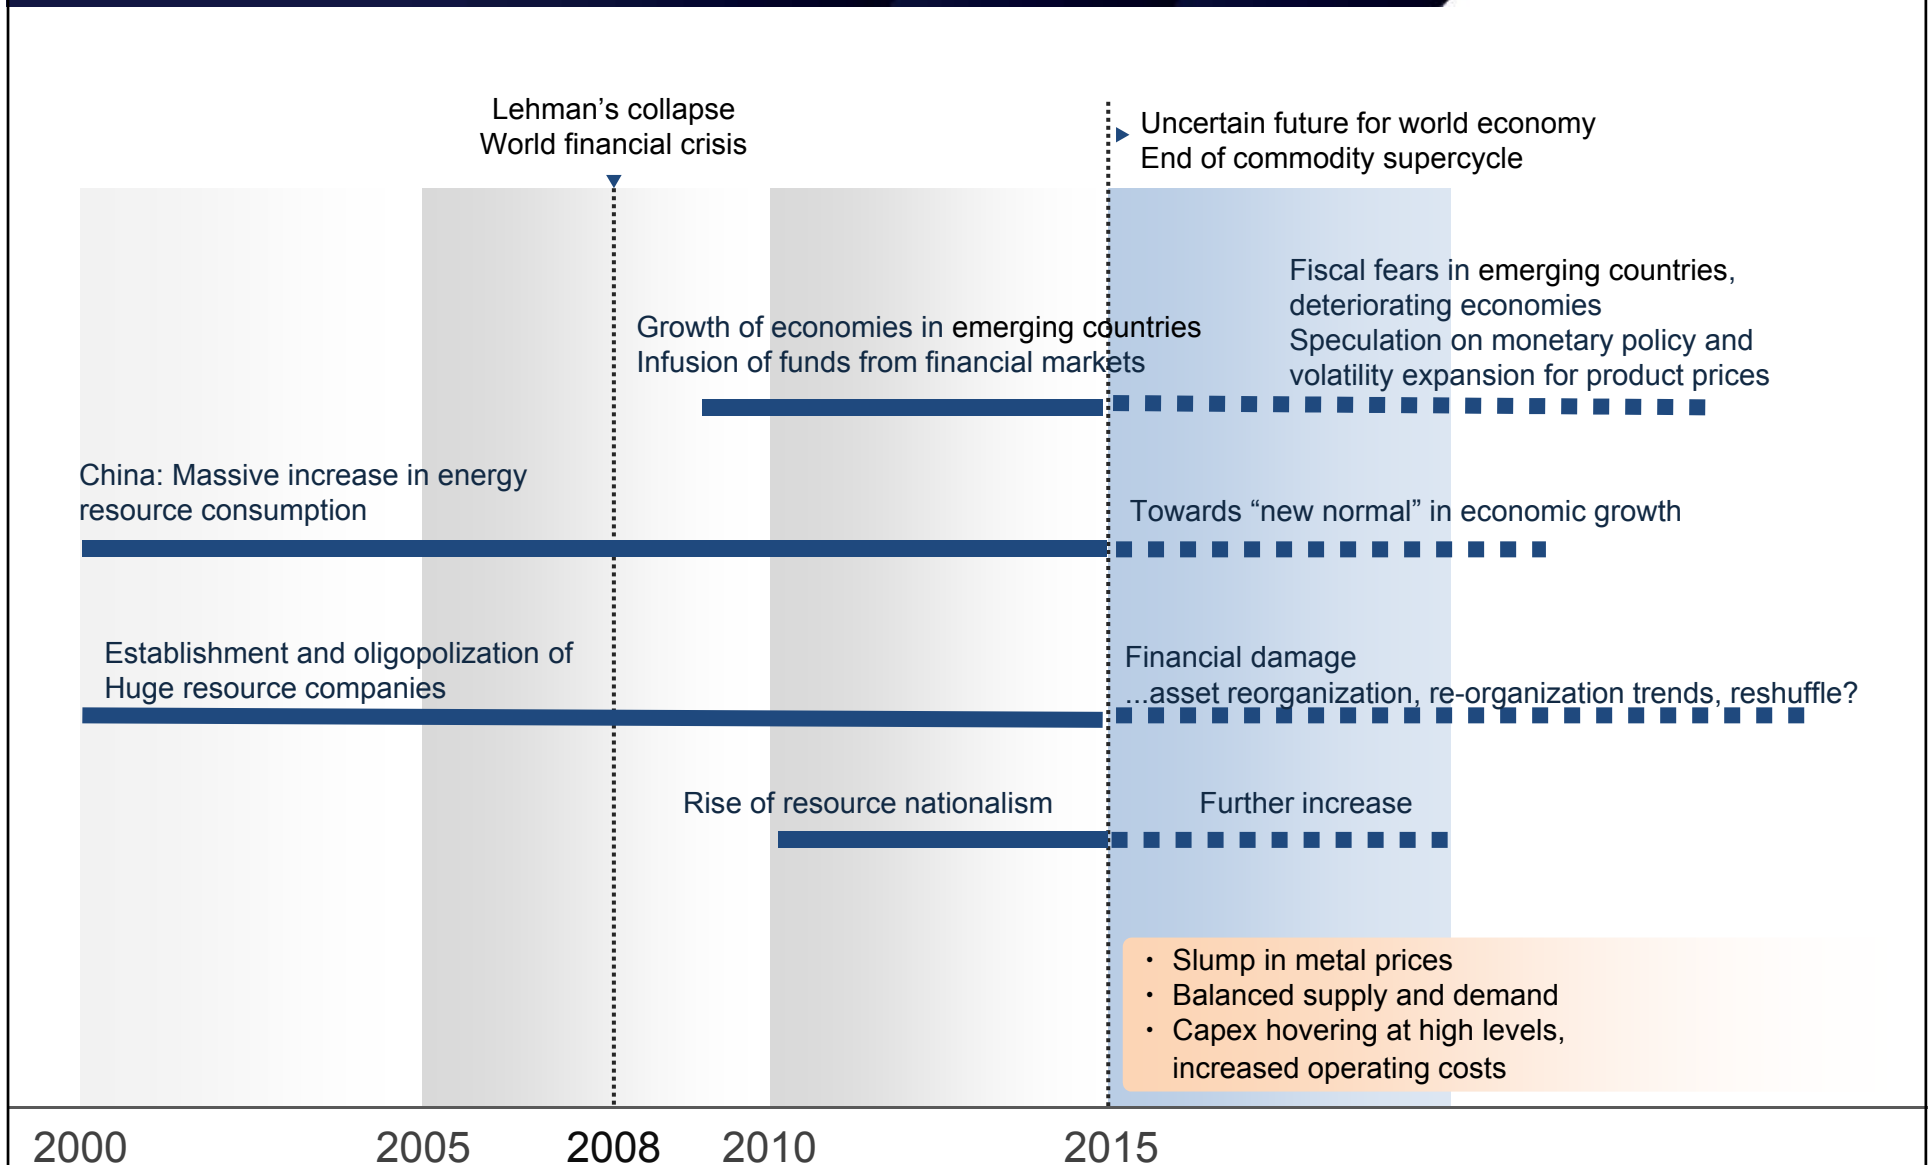 Lehman’s collapse
World financial crisis
Uncertain future for world economy
End of commodity supercycle
Fiscal fears in emerging countries,
deteriorating economies
Speculation on monetary policy and
volatility expansion for product prices
Growth of economies in emerging countries
Infusion of funds from financial markets
China: Massive increase in energy
resource consumption
Towards “new normal” in economic growth
Establishment and oligopolization of
Huge resource companies
Financial damage
...asset reorganization, re-organization trends, reshuffle?
Rise of resource nationalism
Further increase
・ Slump in metal prices
・ Balanced supply and demand
・ Capex hovering at high levels,
increased operating costs
2000
2005
2008
2010
2015